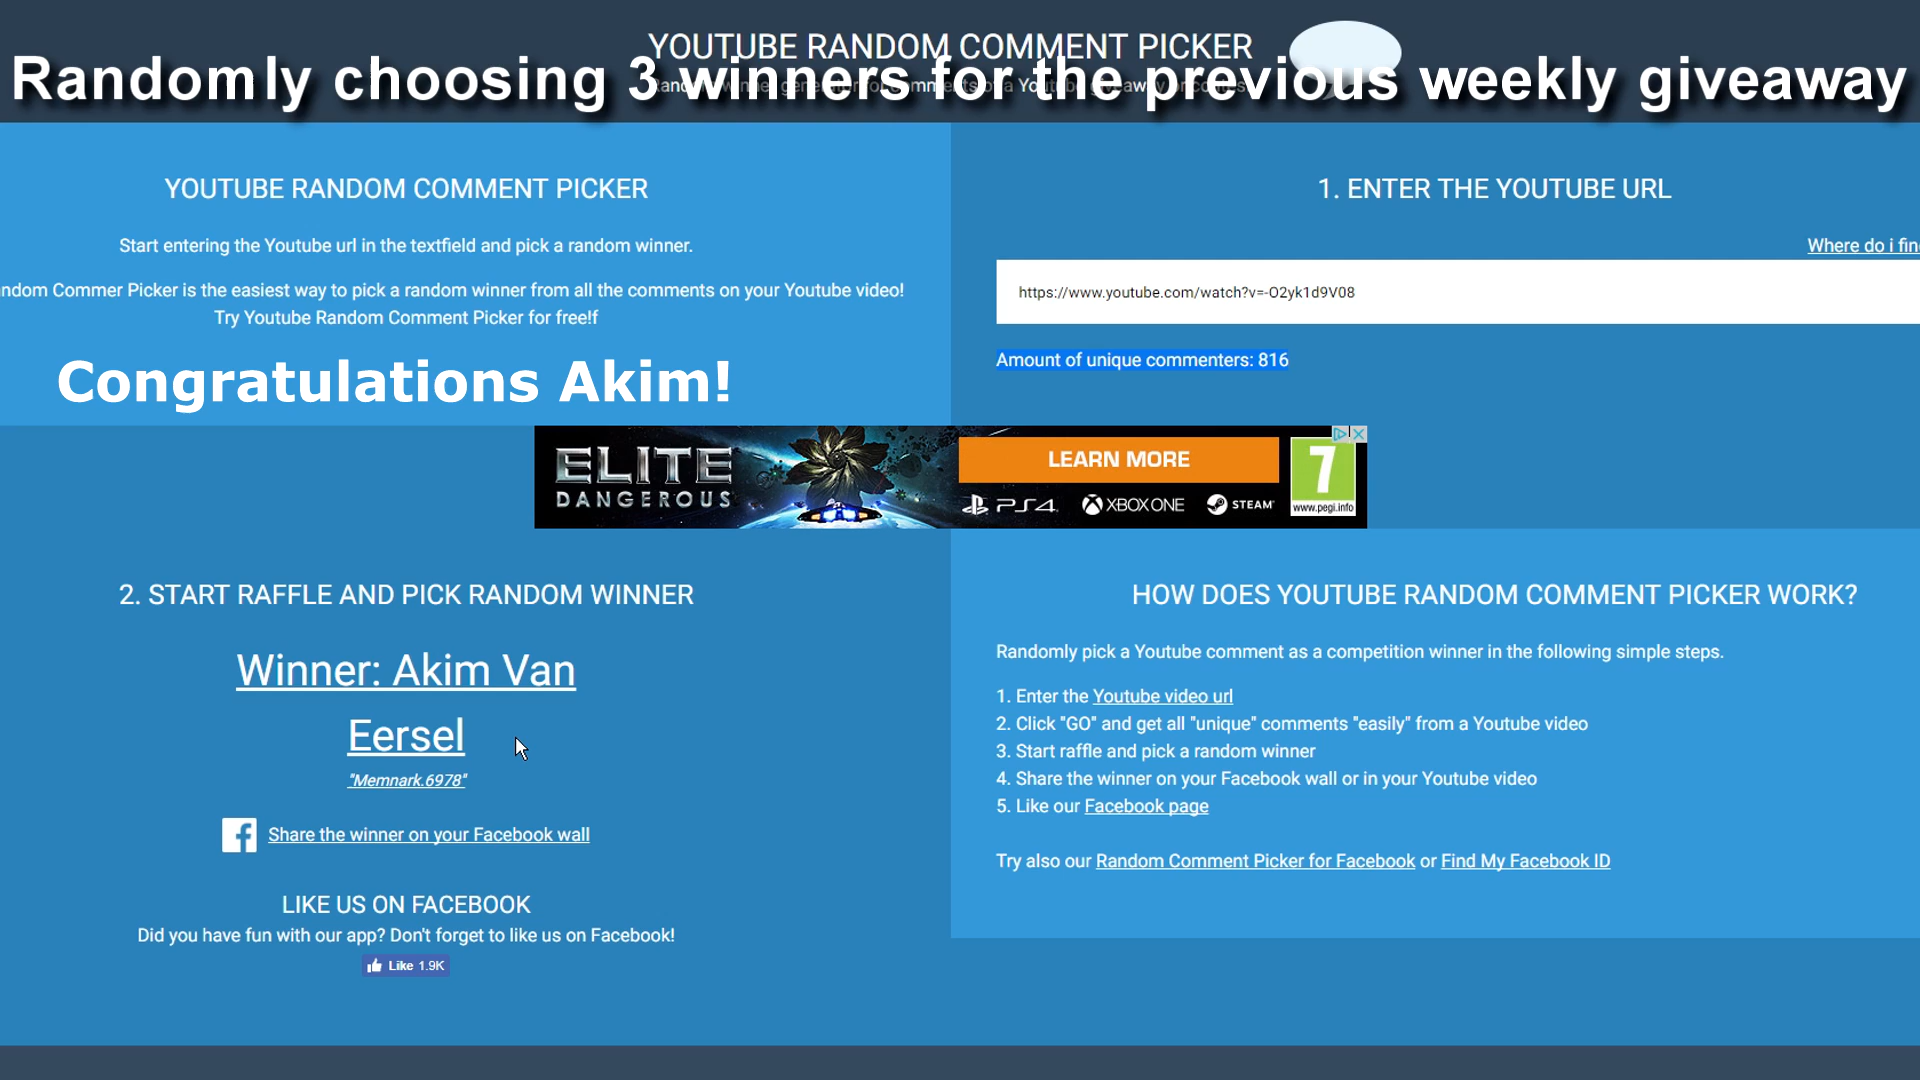 YOUTUBE RANDOM COMMENT PICKER
Randomly choosing 3 winners for the previous weekly giveaway
YOUTUBE RANDOM COMMENT PICKER
Start entering the Youtube url in the textfield and pick a random winner.
ndom Commer Picker is the easiest way to pick a random winner from all the comments on your Youtube video!
Try Youtube Random Comment Picker for free!f
Congratulations Akim!
1. ENTER THE YOUTUBE URL
Where do i fin
https://www.youtube.com/watch?v=-O2yk1d9V08
Amount of unique commenters: 816
ELITE
DANGEROUS
LEARN MORE
PS4 XBOX ONE STEAM
7
www.pegi.info
2. START RAFFLE AND PICK RANDOM WINNER
Winner: Akim Van
Eersel
"Memnark.6978"
Share the winner on your Facebook wall
LIKE US ON FACEBOOK
Did you have fun with our app? Don't forget to like us on Facebook!
Like 1.9K
HOW DOES YOUTUBE RANDOM COMMENT PICKER WORK?
Randomly pick a Youtube comment as a competition winner in the following simple steps.
1. Enter the Youtube video url
2. Click "GO" and get all "unique" comments "easily" from a Youtube video
3. Start raffle and pick a random winner
4. Share the winner on your Facebook wall or in your Youtube video
5. Like our Facebook page
Try also our Random Comment Picker for Facebook or Find My Facebook ID